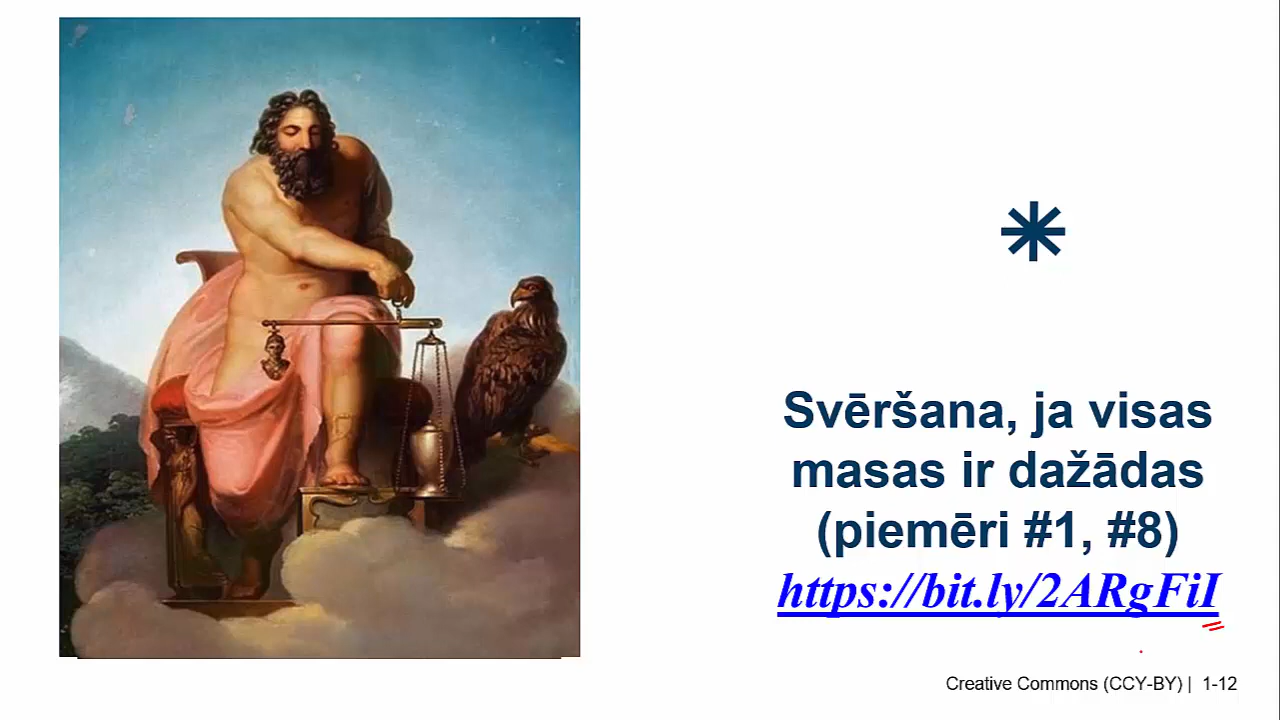 Svēršana, ja visas
masas ir dažādas
(piemēri #1, #8)
https://bit.ly/2ARgFiI
Creative Commons (CCY-BY) | 1-12